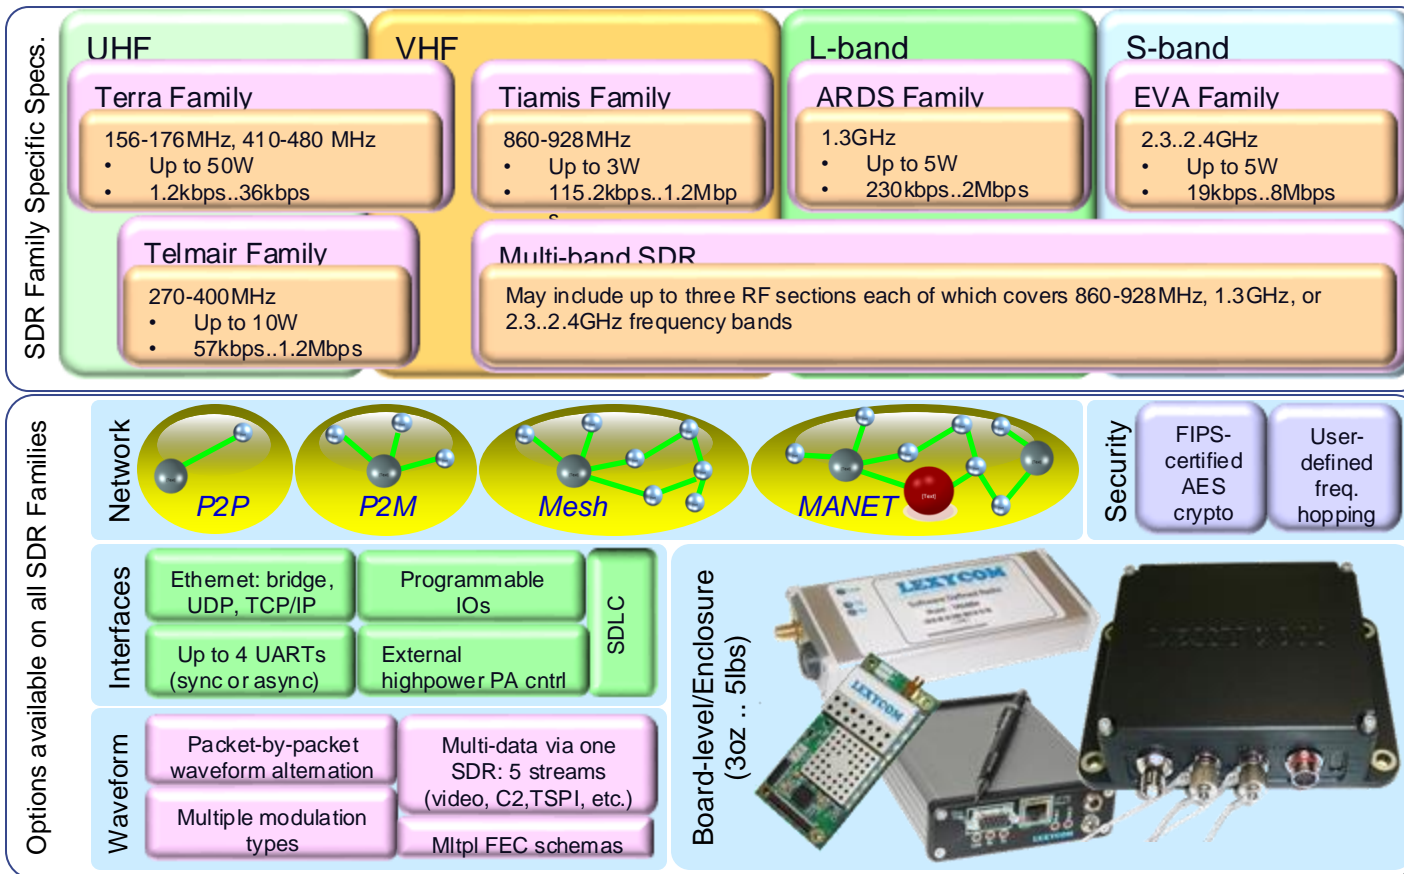 SDR Family Specific Specs.
UHF
VHF
L-band
S-band
Terra Family
156-176MHz, 410-480 MHz
• Up to 50W
• 1.2kbps..36kbps
Tiamis Family
860-928MHz
• Up to 3W
• 115.2kbps..1.2Mbp
s
ARDS Family
1.3GHz
• Up to 5W
• 230kbps..2Mbps
EVA Family
2.3..2.4GHz
• Up to 5W
• 19kbps..8Mbps
Telmair Family
270-400MHz
• Up to 10W
• 57kbps..1.2Mbps
Multi-band SDR
May include up to three RF sections each of which covers 860-928MHz, 1.3GHz, or
2.3..2.4GHz frequency bands
Options available on all SDR Families
Network
P2P
P2M
Mesh
MANET
[Text]
Security
FIPS-
certified
AES
crypto
User-
defined
freq.
hopping
Interfaces
Ethernet: bridge,
UDP, TCP/IP
Programmable
IOs
Up to 4 UARTs
(sync or async)
External
highpower PA cntrl
SDLC
Waveform
Packet-by-packet
waveform alternation
Multi-data via one
SDR: 5 streams
(video, C2,TSPI, etc.)
Multiple modulation
types
Mltpl FEC schemas
Board-level/Enclosure
(3oz .. 5lbs)
LEXYCOM
Software Defined Radio
LEXYCOM
LEXYCOM